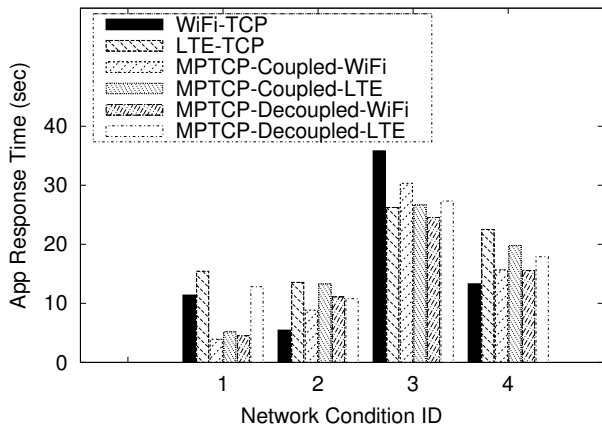 WiFi-TCP
LTE-TCP
MPTCP-Coupled-WiFi
MPTCP-Coupled-LTE
MPTCP-Decoupled-WiFi
MPTCP-Decoupled-LTE
App Response Time (sec)
40
30
20
10
0
1 2 3 4
Network Condition ID